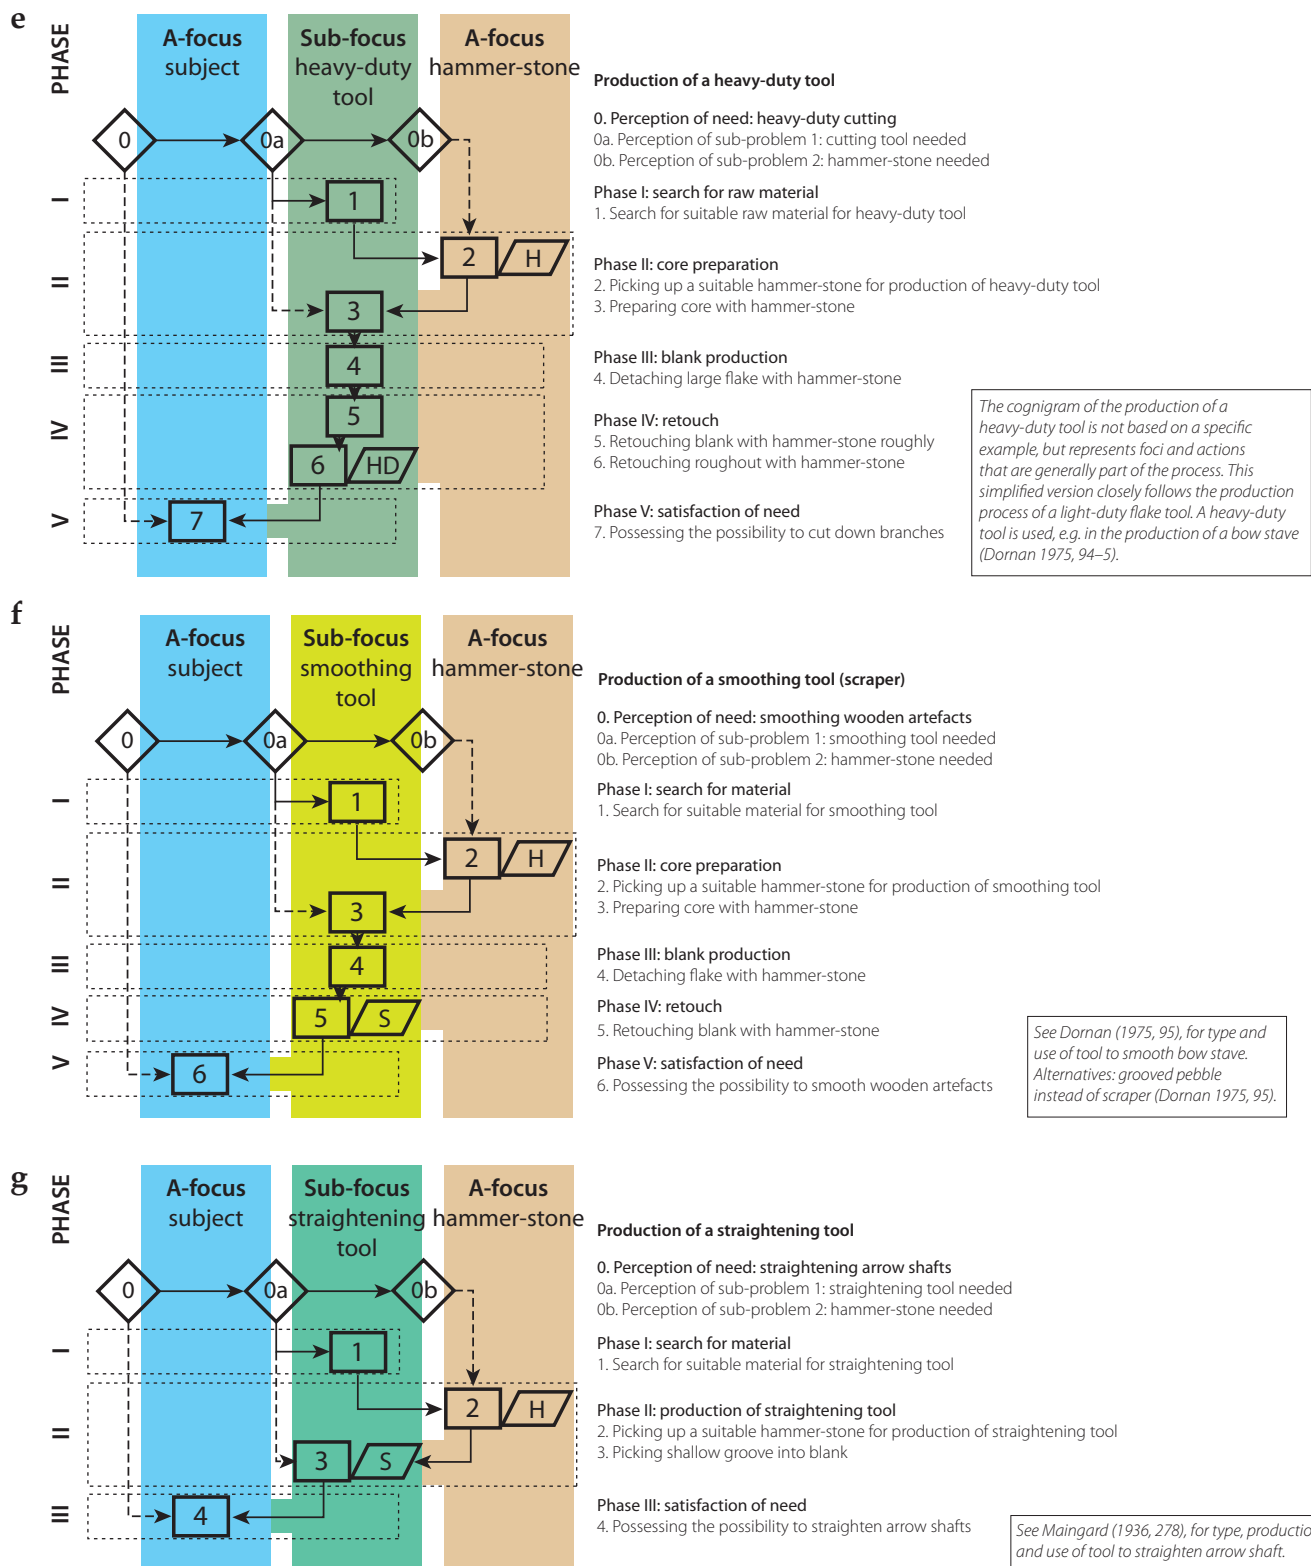 e
PHASE
A-focus
subject
Sub-focus
heavy-duty
tool
A-focus
hammer-stone
0
0a
0b
I
1
II
2
H
3
III
4
IV
5
6
HD
V
7
Production of a heavy-duty tool
0. Perception of need: heavy-duty cutting
0a. Perception of sub-problem 1: cutting tool needed
0b. Perception of sub-problem 2: hammer-stone needed
Phase I: search for raw material
1. Search for suitable raw material for heavy-duty tool
Phase II: core preparation
2. Picking up a suitable hammer-stone for production of heavy-duty tool
3. Preparing core with hammer-stone
Phase III: blank production
4. Detaching large flake with hammer-stone
Phase IV: retouch
5. Retouching blank with hammer-stone roughly
6. Retouching roughout with hammer-stone
Phase V: satisfaction of need
7. Possessing the possibility to cut down branches
The cognigram of the production of a
heavy-duty tool is not based on a specific
example, but represents foci and actions
that are generally part of the process. This
simplified version closely follows the production
process of a light-duty flake tool. A heavy-duty
tool is used, e.g. in the production of a bow stave
(Dornan 1975, 94–5).
f
PHASE
A-focus
subject
Sub-focus
smoothing
tool
A-focus
hammer-stone
0
0a
0b
I
1
II
2
H
3
III
4
IV
5
S
V
6
Production of a smoothing tool (scraper)
0. Perception of need: smoothing wooden artefacts
0a. Perception of sub-problem 1: smoothing tool needed
0b. Perception of sub-problem 2: hammer-stone needed
Phase I: search for material
1. Search for suitable material for smoothing tool
Phase II: core preparation
2. Picking up a suitable hammer-stone for production of smoothing tool
3. Preparing core with hammer-stone
Phase III: blank production
4. Detaching flake with hammer-stone
Phase IV: retouch
5. Retouching blank with hammer-stone
Phase V: satisfaction of need
6. Possessing the possibility to smooth wooden artefacts
See Dornan (1975, 95), for type and
use of tool to smooth bow stave.
Alternatives: grooved pebble
instead of scraper (Dornan 1975, 95).
g
PHASE
A-focus
subject
Sub-focus
straightening
tool
A-focus
hammer-stone
0
0a
0b
I
1
II
2
H
3
S
III
4
Production of a straightening tool
0. Perception of need: straightening arrow shafts
0a. Perception of sub-problem 1: straightening tool needed
0b. Perception of sub-problem 2: hammer-stone needed
Phase I: search for material
1. Search for suitable material for straightening tool
Phase II: production of straightening tool
2. Picking up a suitable hammer-stone for production of straightening tool
3. Picking shallow groove into blank
Phase III: satisfaction of need
4. Possessing the possibility to straighten arrow shafts
See Maingard (1936, 278), for type, productio
and use of tool to straighten arrow shaft.